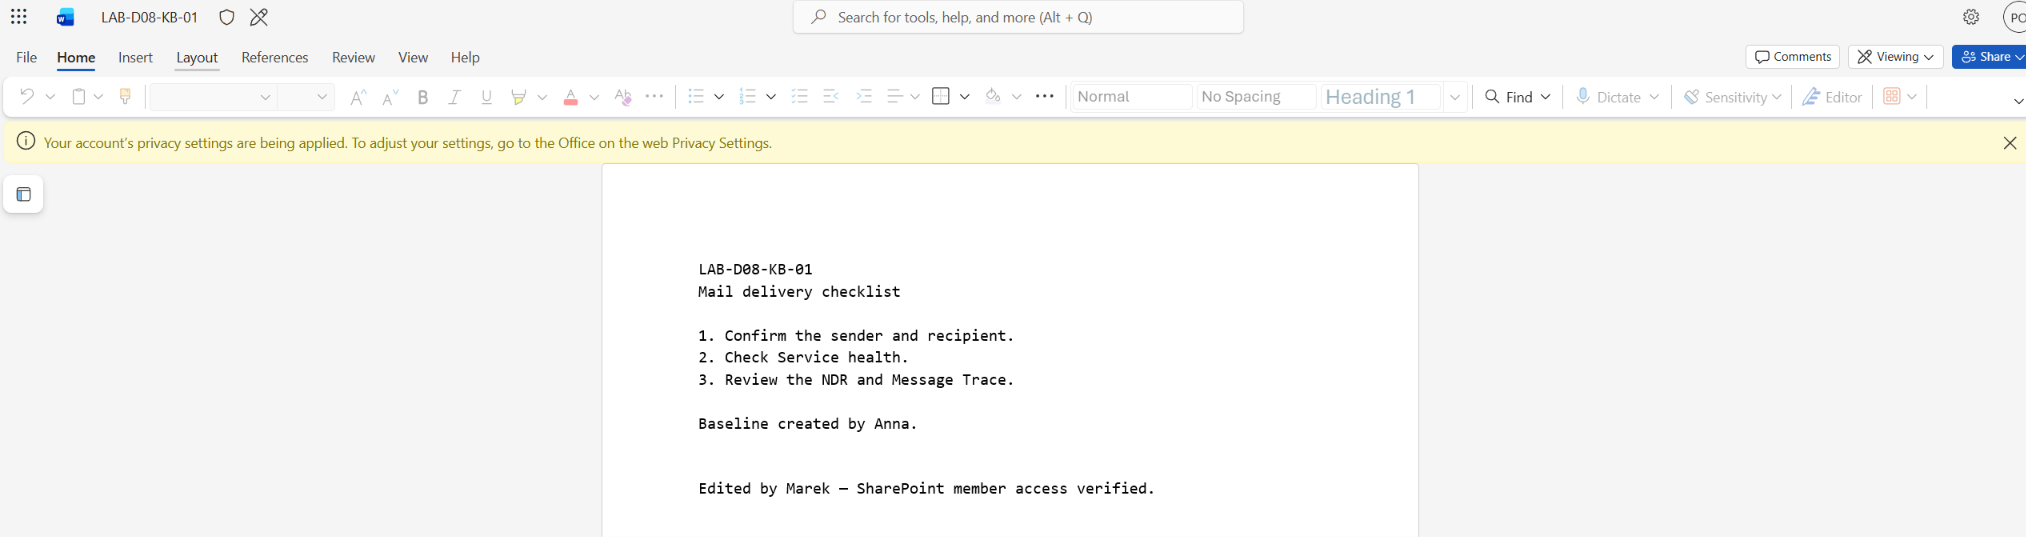 LAB-D08-KB-01
Search for tools, help, and more (Alt + Q)
PO
File Home Insert Layout References Review View Help
Comments Viewing Share
Normal No Spacing Heading 1 Find Dictate Sensitivity Editor
Your account's privacy settings are being applied. To adjust your settings, go to the Office on the web Privacy Settings.
LAB-D08-KB-01
Mail delivery checklist
1. Confirm the sender and recipient.
2. Check Service health.
3. Review the NDR and Message Trace.
Baseline created by Anna.
Edited by Marek — SharePoint member access verified.